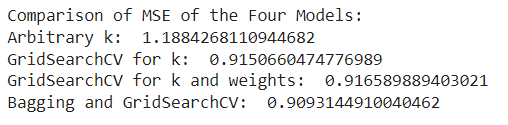 Comparison of MSE of the Four Models:
Arbitrary k:  1.1884268110944682
GridSearchCV for k:  0.9150660474776989
GridSearchCV for k and weights:  0.916589889403021
Bagging and GridSearchCV:  0.9093144910040462